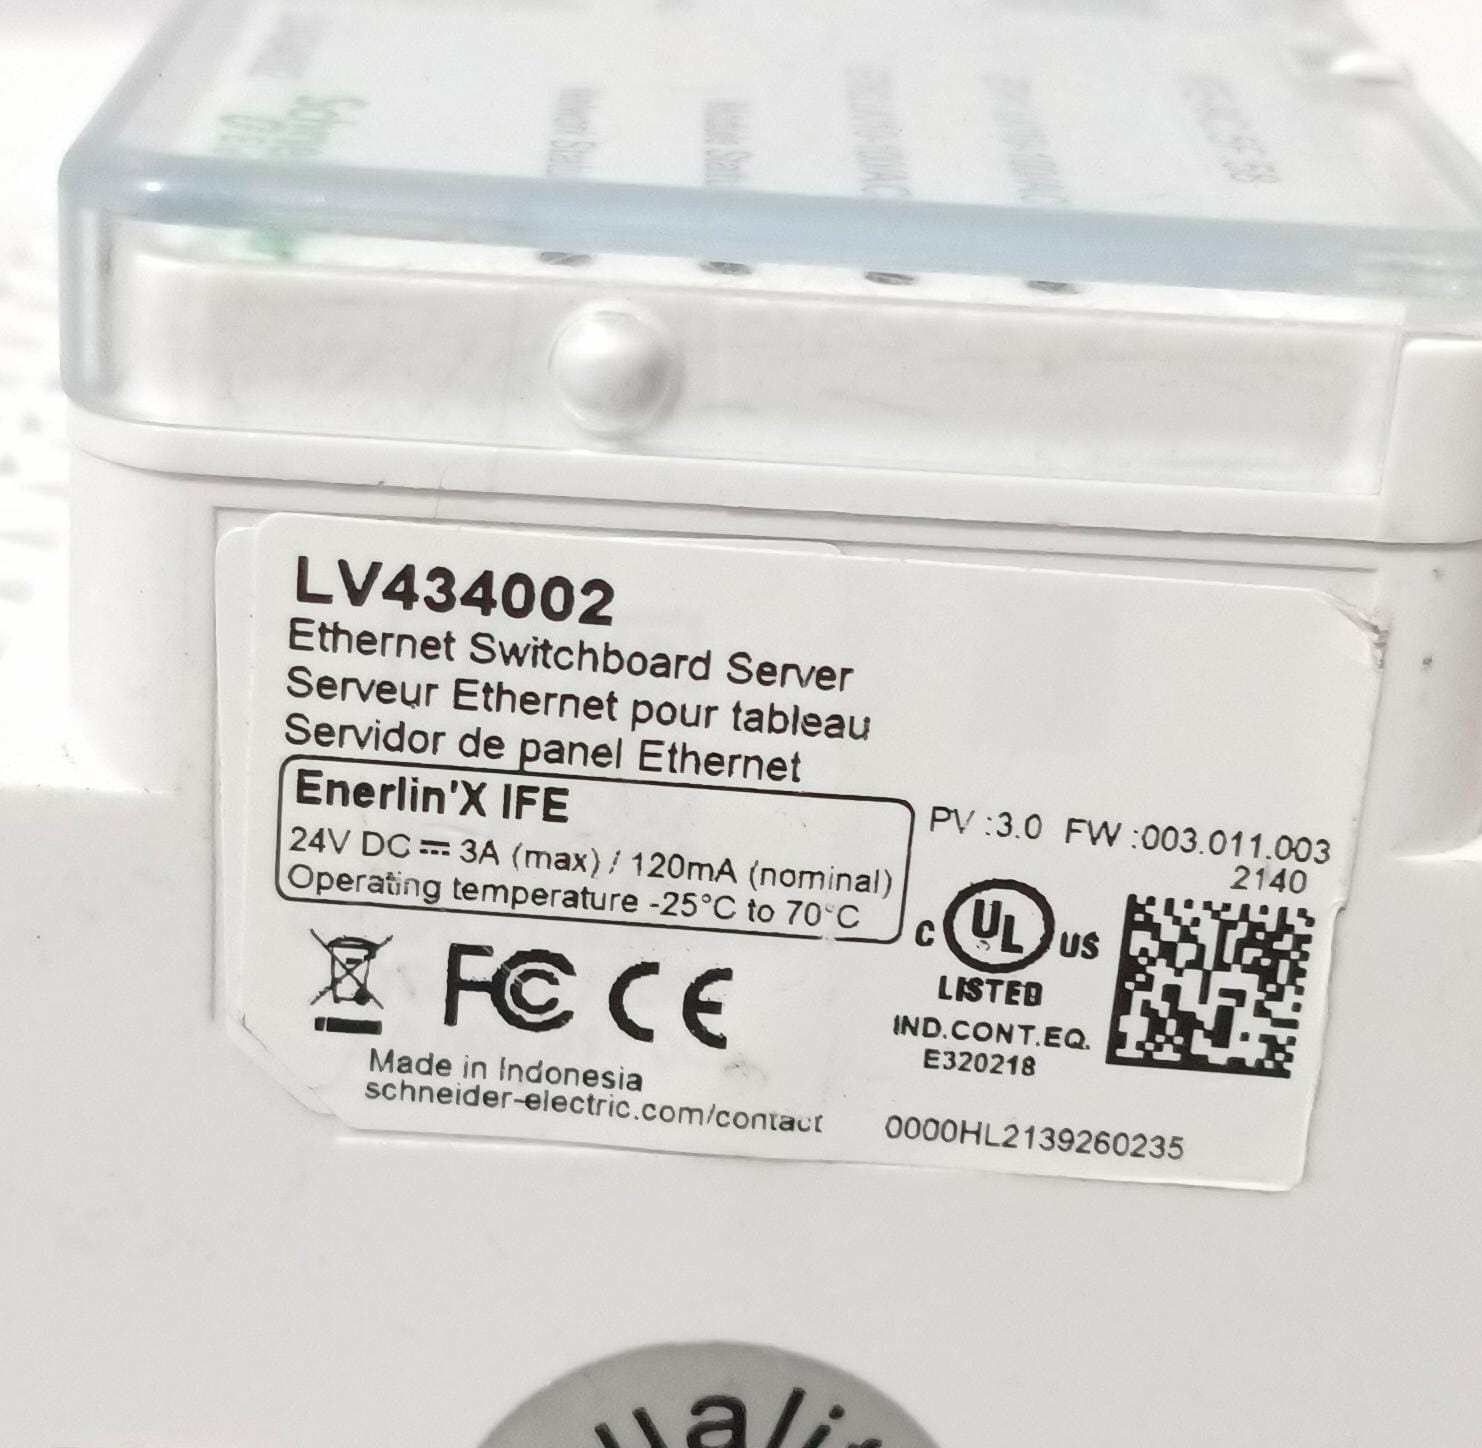 LV434002
Ethernet Switchboard Server
Serveur Ethernet pour tableau
Servidor de panel Ethernet
Enerlin'X IFE
24V DC 3A (max) / 120mA (nominal)
Operating temperature -25°C to 70°C
PV :3.0 FW :003.011.003
2140
C UL US
LISTED
IND.CONT.EQ.
E320218
FC CE
Made in Indonesia
schneider-electric.com/contact
0000HL2139260235